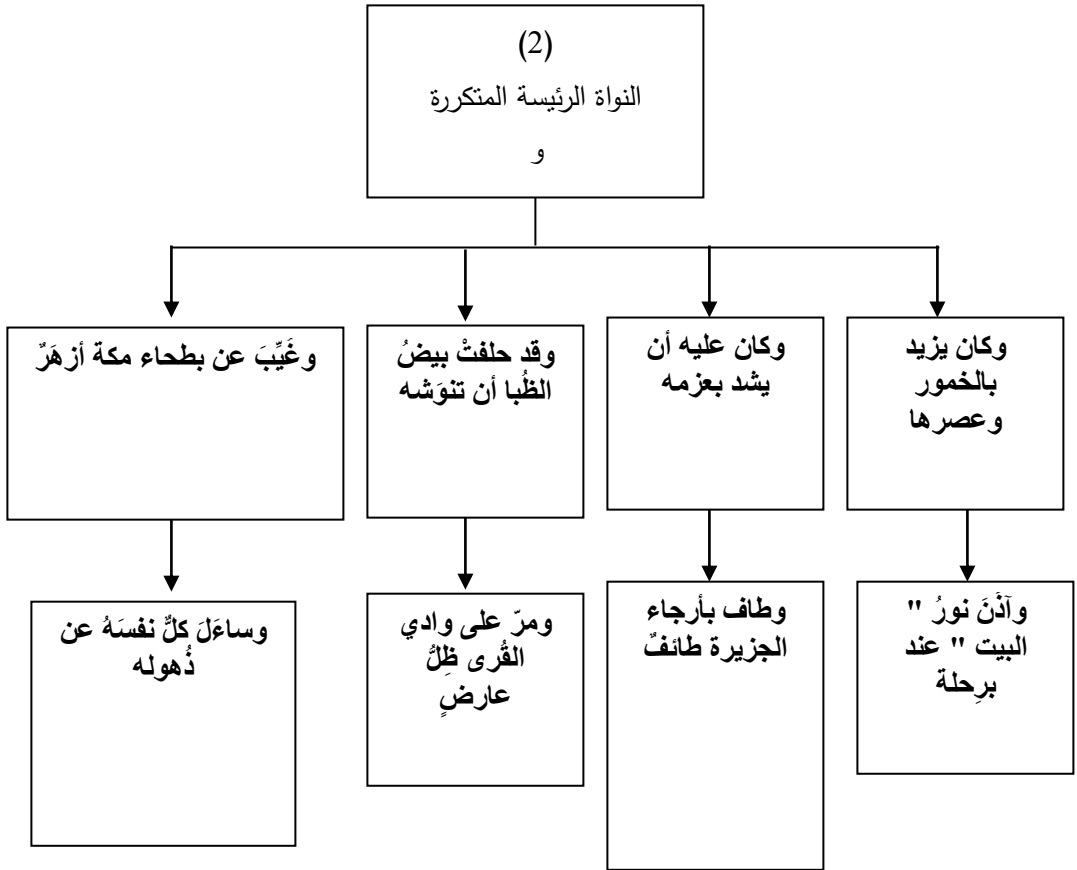 (2)
النواة الرئيسة المتكررة
و
وكان يزيد
بالخمور
وعصرها
وكان عليه أن
يشد بعزمه
وقد حلفتْ بيضُ
الظُبا أن تنوَشه
وغَيِّبَ عن بطحاء مكة أزهَرٌ
وآذَنَ نورُ "
البيت " عند
برِحلة
وطاف بأرجاء
الجزيرة طائفٌ
ومرّ على وادي
القُرى ظِلُّ
عارضٍ
وساءَلَ كلٌّ نفسَهُ عن
ذُهوله